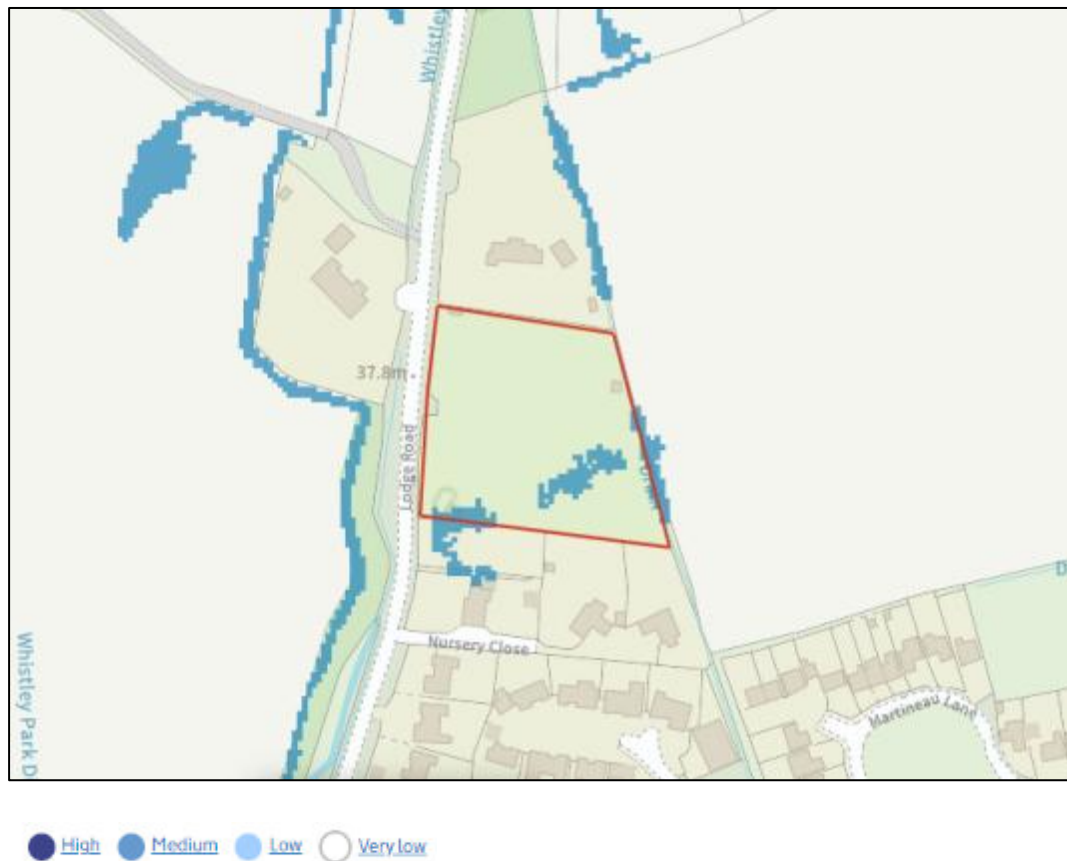 Whistley
37.8m
Lodge Road
Nursery Close
Martineau Lane
Whistley Park D
D
High Medium Low Very low